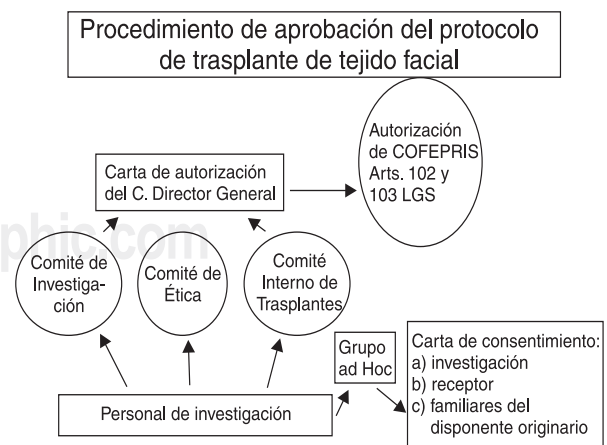 Procedimiento de aprobación del protocolo
de trasplante de tejido facial
Autorización
de COFEPRIS
Arts. 102 y
103 LGS
Carta de autorización
del C. Director General
phic.com
Comité de
Investiga-
ción
Comité de
Ética
Comité
Interno de
Trasplantes
Grupo
ad Hoc
Carta de consentimiento:
a) investigación
b) receptor
c) familiares del
disponente originario
Personal de investigación